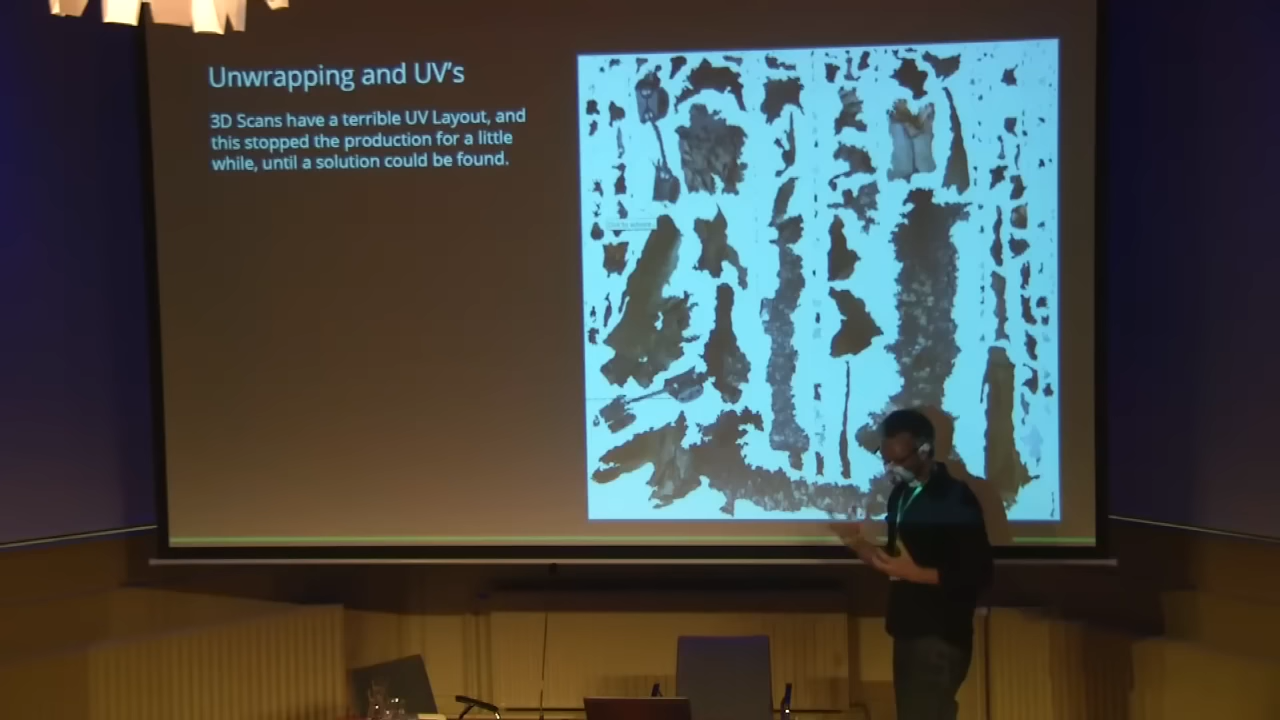 Unwrapping and UV's
3D Scans have a terrible UV Layout, and
this stopped the production for a little
while, until a solution could be found.